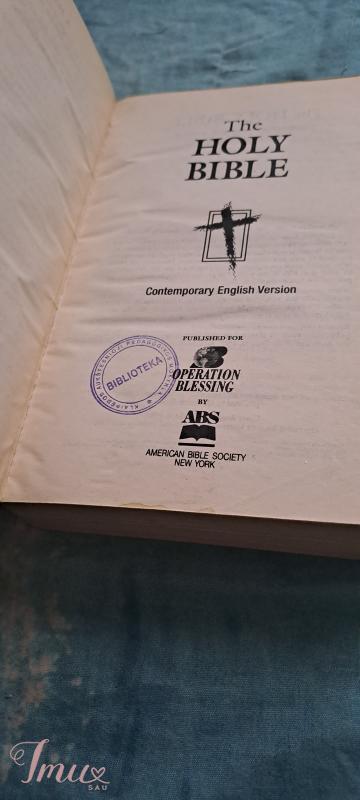 The
HOLY
BIBLE
Contemporary English Version
PUBLISHED FOR
OPERATION
BLESSING
BY
ABS
AMERICAN BIBLE SOCIETY
NEW YORK
BIBLIOTEKA
Imu
SAU